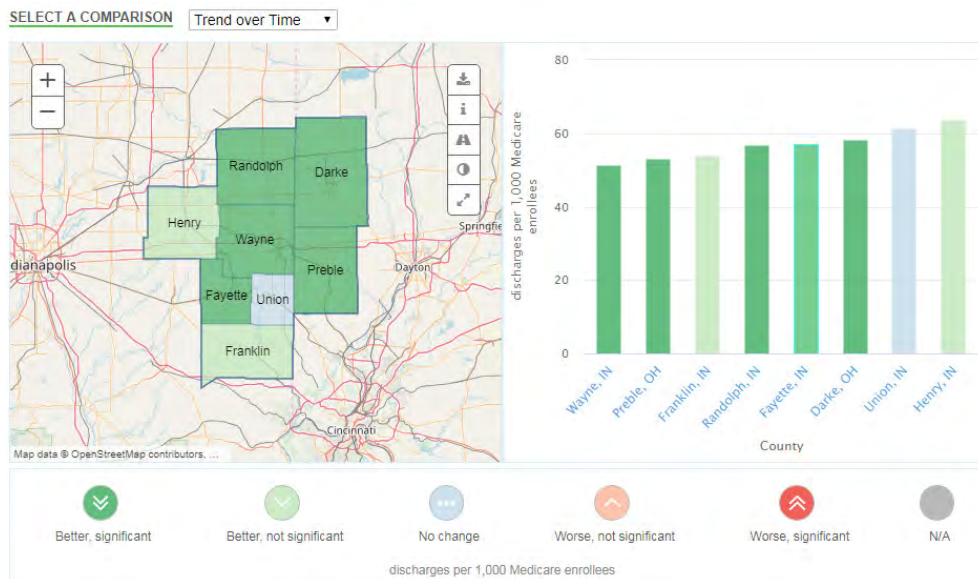 SELECT A COMPARISON
Trend over Time
+
−
i
Randolph
Darke
Henry
Wayne
Springfie
dianapolis
Preble
Dayton
Fayette
Union
Franklin
Cincinnati
Map data © OpenStreetMap contributors, ...
80
60
40
20
0
discharges per 1,000 Medicare
enrollees
Wayne, IN
Preble, OH
Franklin, IN
Randolph, IN
Fayette, IN
Darke, OH
Union, IN
Henry, IN
County
Better, significant
Better, not significant
No change
Worse, not significant
Worse, significant
N/A
discharges per 1,000 Medicare enrollees